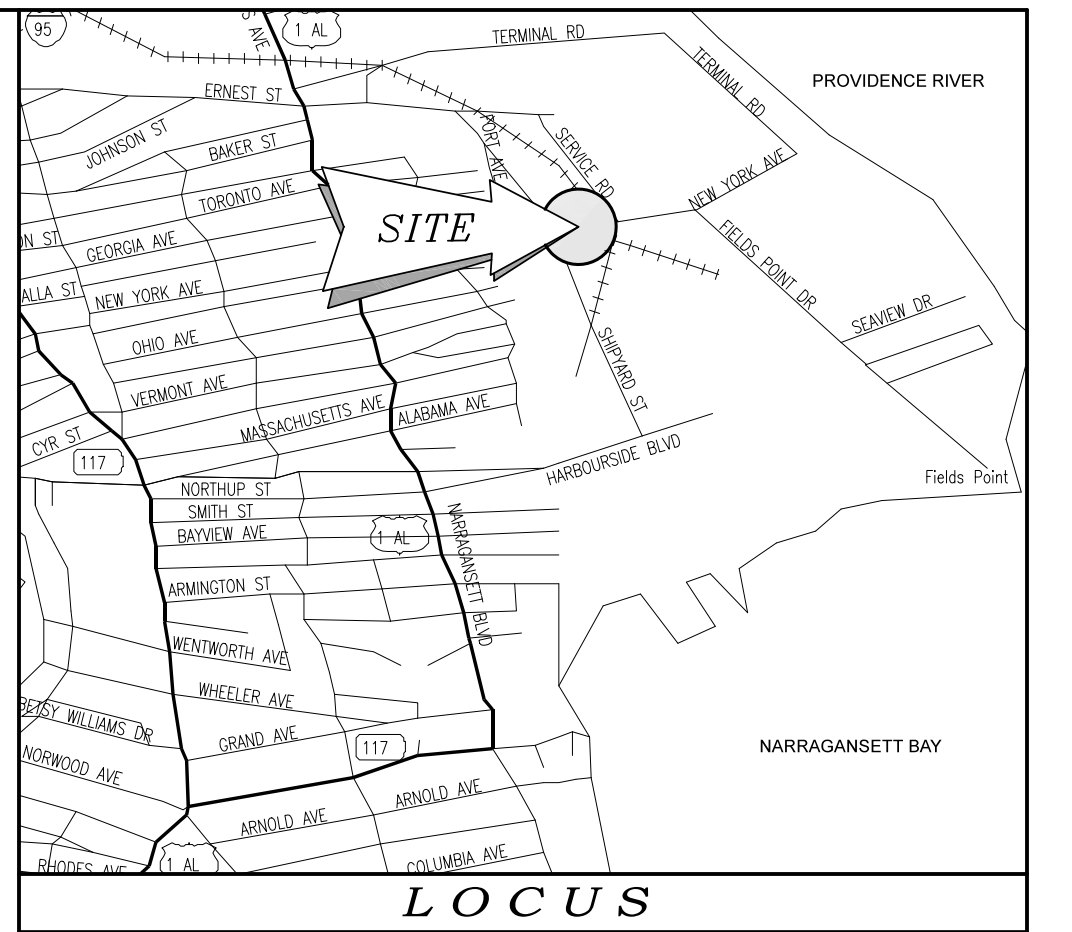 95
S AVE
1 AL
TERMINAL RD
TERMINAL RD
PROVIDENCE RIVER
ERNEST ST
JOHNSON ST
BAKER ST
PORT AVE
SERVICE RD
TORONTO AVE
NEW YORK AVE
SITE
ON ST
GEORGIA AVE
FIELDS POINT DR
ALLA ST
NEW YORK AVE
SEAVIEW DR
OHIO AVE
SHIPYARD ST
VERMONT AVE
MASSACHUSETTS AVE
ALABAMA AVE
CYR ST
117
HARBOURSIDE BLVD
Fields Point
NORTHUP ST
SMITH ST
BAYVIEW AVE
1 AL
NARRAGANSETT BLVD
ARMINGTON ST
WENTWORTH AVE
WHEELER AVE
BETSY WILLIAMS DR
GRAND AVE
117
NARRAGANSETT BAY
NORWOOD AVE
ARNOLD AVE
ARNOLD AVE
RHODES AVE
1 AL
COLUMBIA AVE
LOCUS